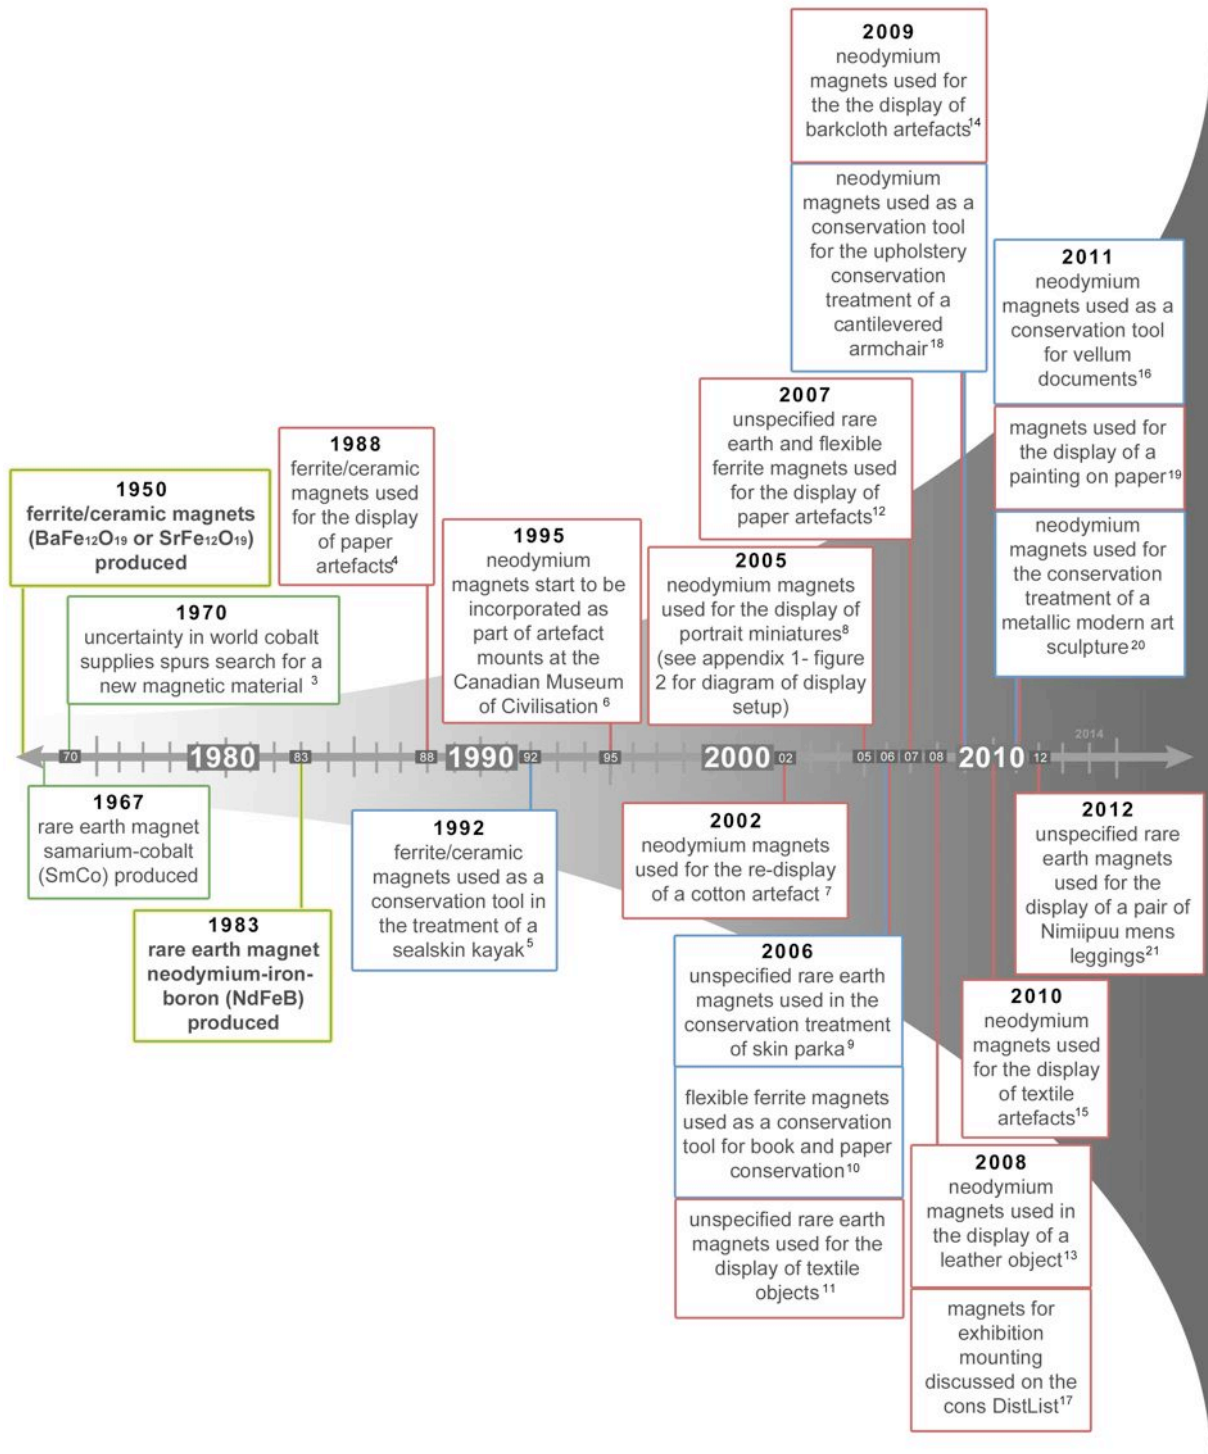 2009
neodymium
magnets used for
the the display of
barkcloth artefacts14
neodymium
magnets used as a
conservation tool
for the upholstery
conservation
treatment of a
cantilevered
armchair18
2011
neodymium
magnets used as a
conservation tool
for vellum
documents16
magnets used for
the display of a
painting on paper19
neodymium
magnets used for
the conservation
treatment of a
metallic modern art
sculpture20
2007
unspecified rare
earth and flexible
ferrite magnets used
for the display of
paper artefacts12
1988
ferrite/ceramic
magnets used
for the display
of paper
artefacts4
1950
ferrite/ceramic magnets
(BaFe12O19 or SrFe12O19)
produced
1995
neodymium
magnets start to be
incorporated as
part of artefact
mounts at the
Canadian Museum
of Civilisation 6
2005
neodymium magnets
used for the display of
portrait miniatures8
(see appendix 1- figure
2 for diagram of display
setup)
1970
uncertainty in world cobalt
supplies spurs search for a
new magnetic material 3
70 1980 83 88 1990 92 95 2000 02 05 06 07 08 2010 12 2014
1967
rare earth magnet
samarium-cobalt
(SmCo) produced
1983
rare earth magnet
neodymium-iron-
boron (NdFeB)
produced
1992
ferrite/ceramic
magnets used as a
conservation tool in
the treatment of a
sealskin kayak5
2002
neodymium magnets
used for the re-display
of a cotton artefact 7
2012
unspecified rare
earth magnets
used for the
display of a pair of
Nimiipuu mens
leggings21
2006
unspecified rare earth
magnets used in the
conservation treatment
of skin parka9
flexible ferrite magnets
used as a conservation
tool for book and paper
conservation10
unspecified rare earth
magnets used for the
display of textile
objects11
2010
neodymium
magnets used
for the display
of textile
artefacts15
2008
neodymium
magnets used in
the display of a
leather object13
magnets for
exhibition
mounting
discussed on the
cons DistList17